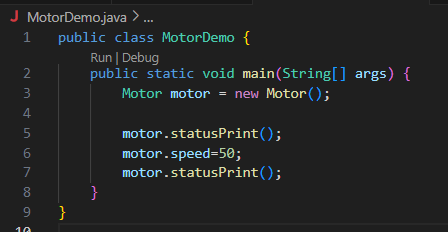 J MotorDemo.java > ...
1 public class MotorDemo {
Run | Debug
2 public static void main(String[] args) {
3 Motor motor = new Motor();
4
5 motor.statusPrint();
6 motor.speed=50;
7 motor.statusPrint();
8 }
9 }
10